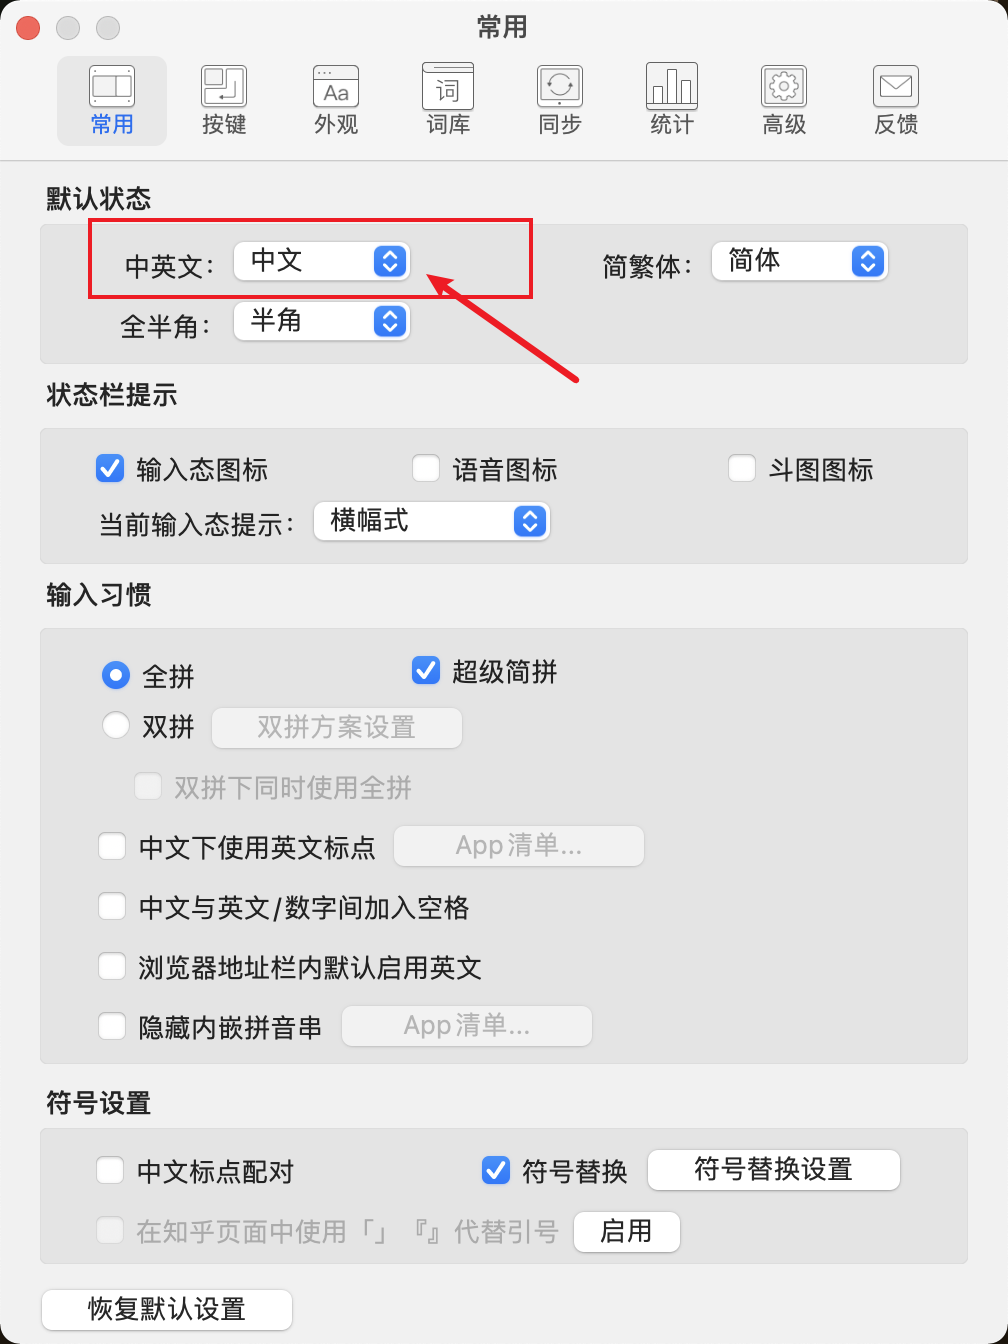 常用
Aa
词
常用 按键 外观 词库 同步 统计 高级 反馈
默认状态
中英文： 中文 简繁体： 简体
全半角： 半角
状态栏提示
输入态图标 语音图标 斗图图标
当前输入态提示： 横幅式
输入习惯
全拼 超级简拼
双拼 双拼方案设置
双拼下同时使用全拼
中文下使用英文标点 App 清单...
中文与英文/数字间加入空格
浏览器地址栏内默认启用英文
隐藏内嵌拼音串 App 清单...
符号设置
中文标点配对 符号替换 符号替换设置
在知乎页面中使用「」『』代替引号 启用
恢复默认设置